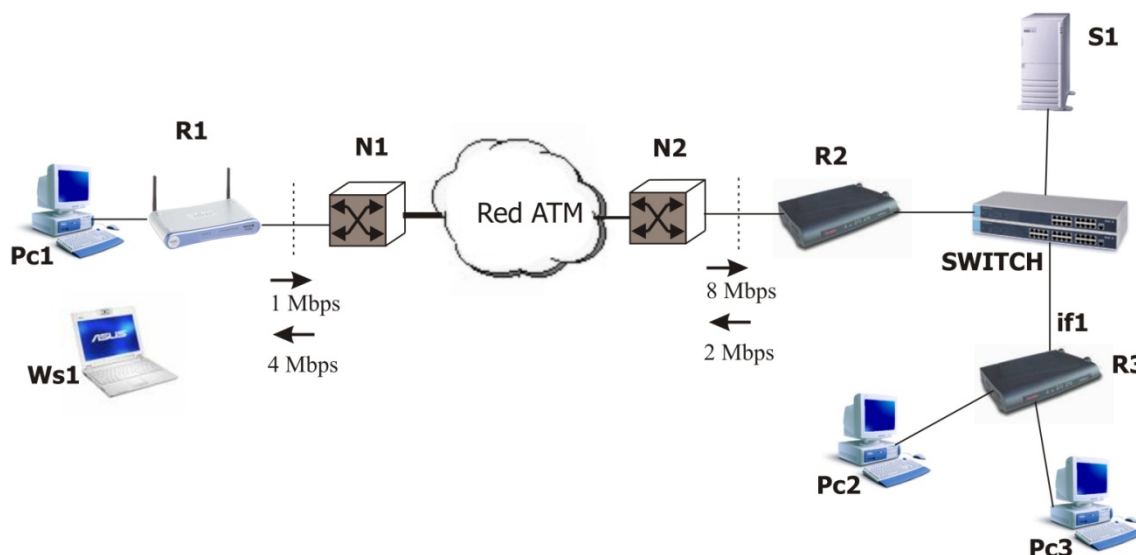 S1
R1
N1
N2
R2
Red ATM
Pc1
SWITCH
1 Mbps
8 Mbps
4 Mbps
2 Mbps
if1
ASUS
Ws1
R3
Pc2
Pc3